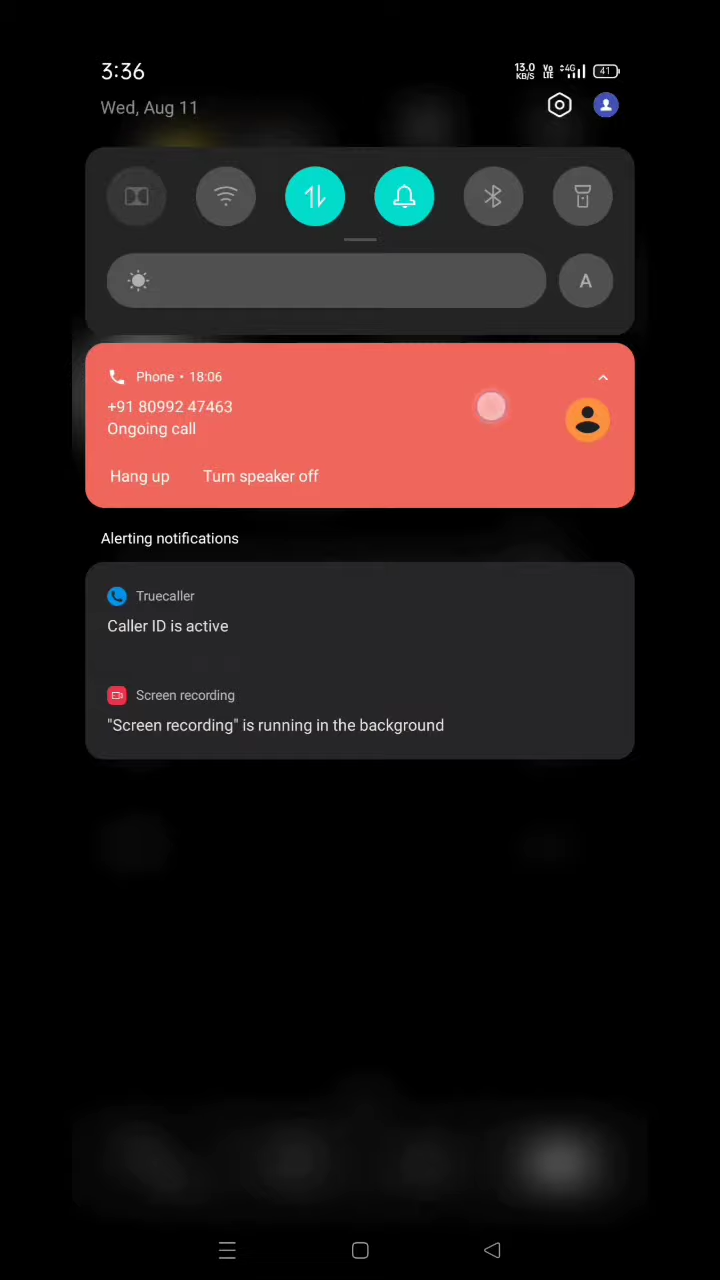 3:36
13.0 KB/S Vo LTE 4G 41
Wed, Aug 11
A
Phone • 18:06
+91 80992 47463
Ongoing call
Hang up Turn speaker off
Alerting notifications
Truecaller
Caller ID is active
Screen recording
"Screen recording" is running in the background